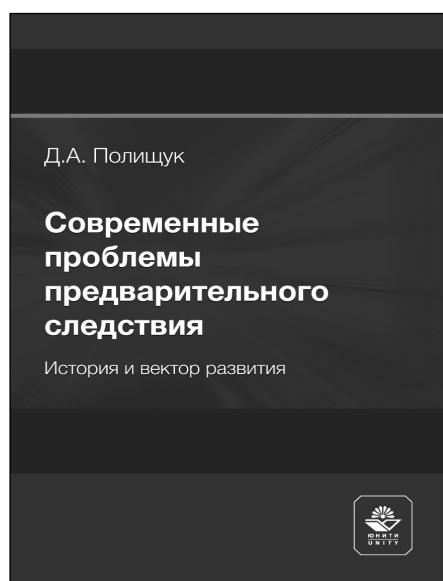 Д.А. Полищук
Современные
проблемы
предварительного
следствия
История и вектор развития
ЮНИТИ
UNITY